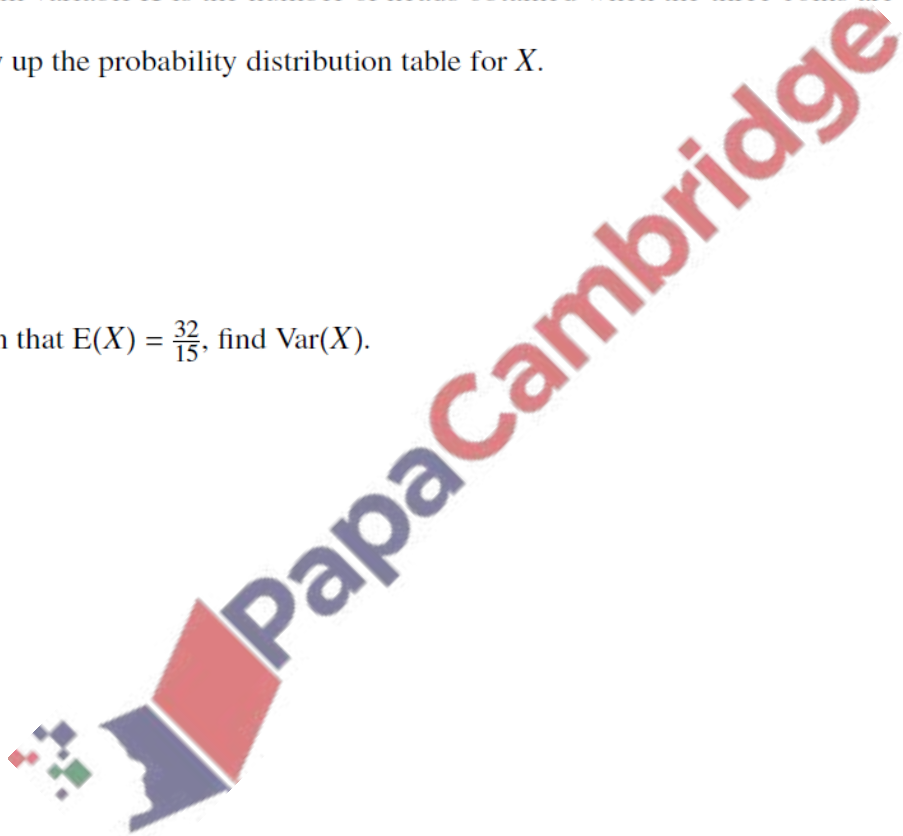 up the probability distribution table for X.
that E(X) = 32/15, find Var(X).
PapaCambridge